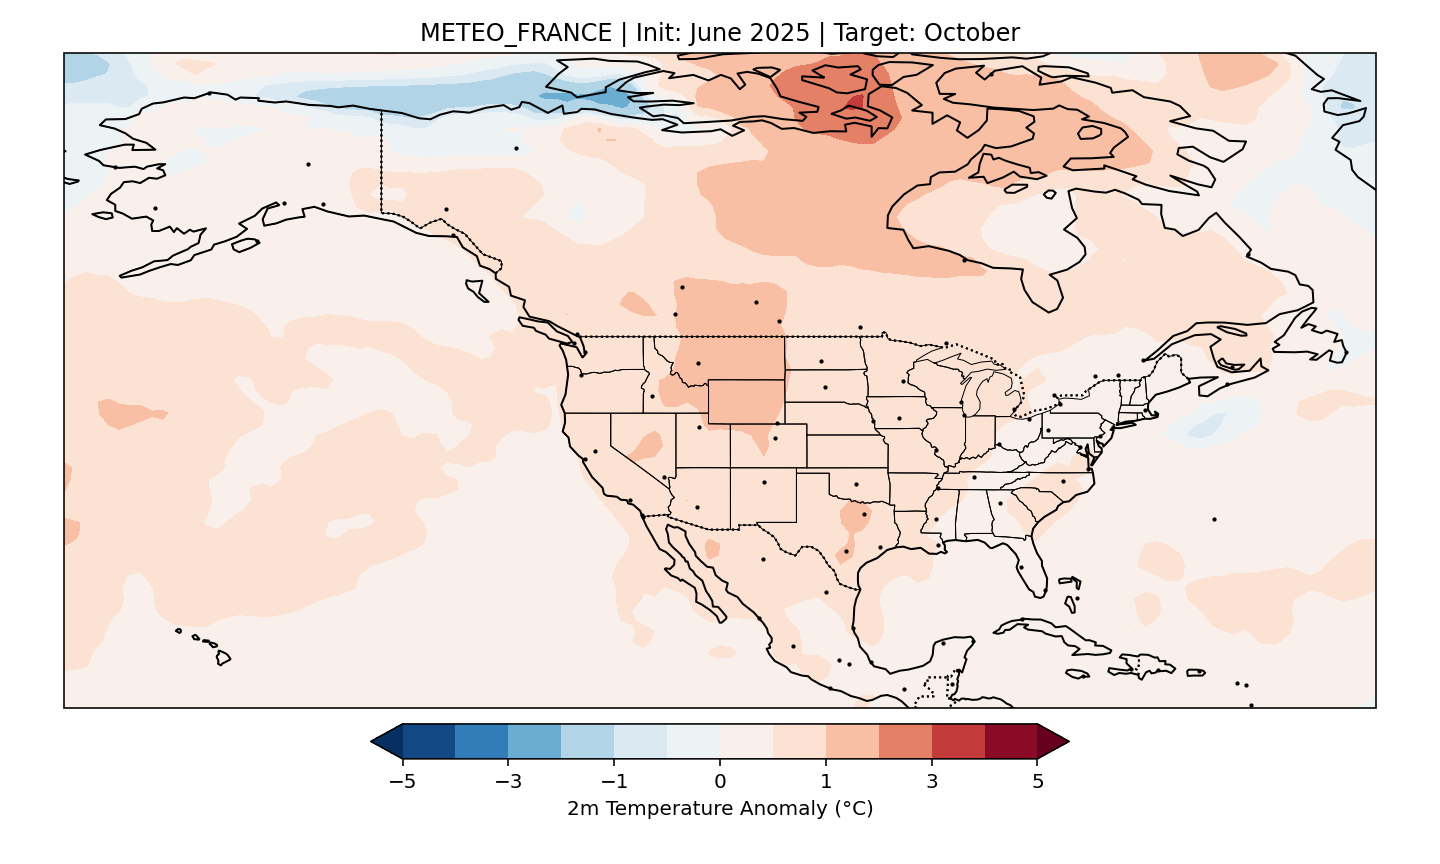 METEO_FRANCE | Init: June 2025 | Target: October
−5 −3 −1 0 1 3 5
2m Temperature Anomaly (°C)